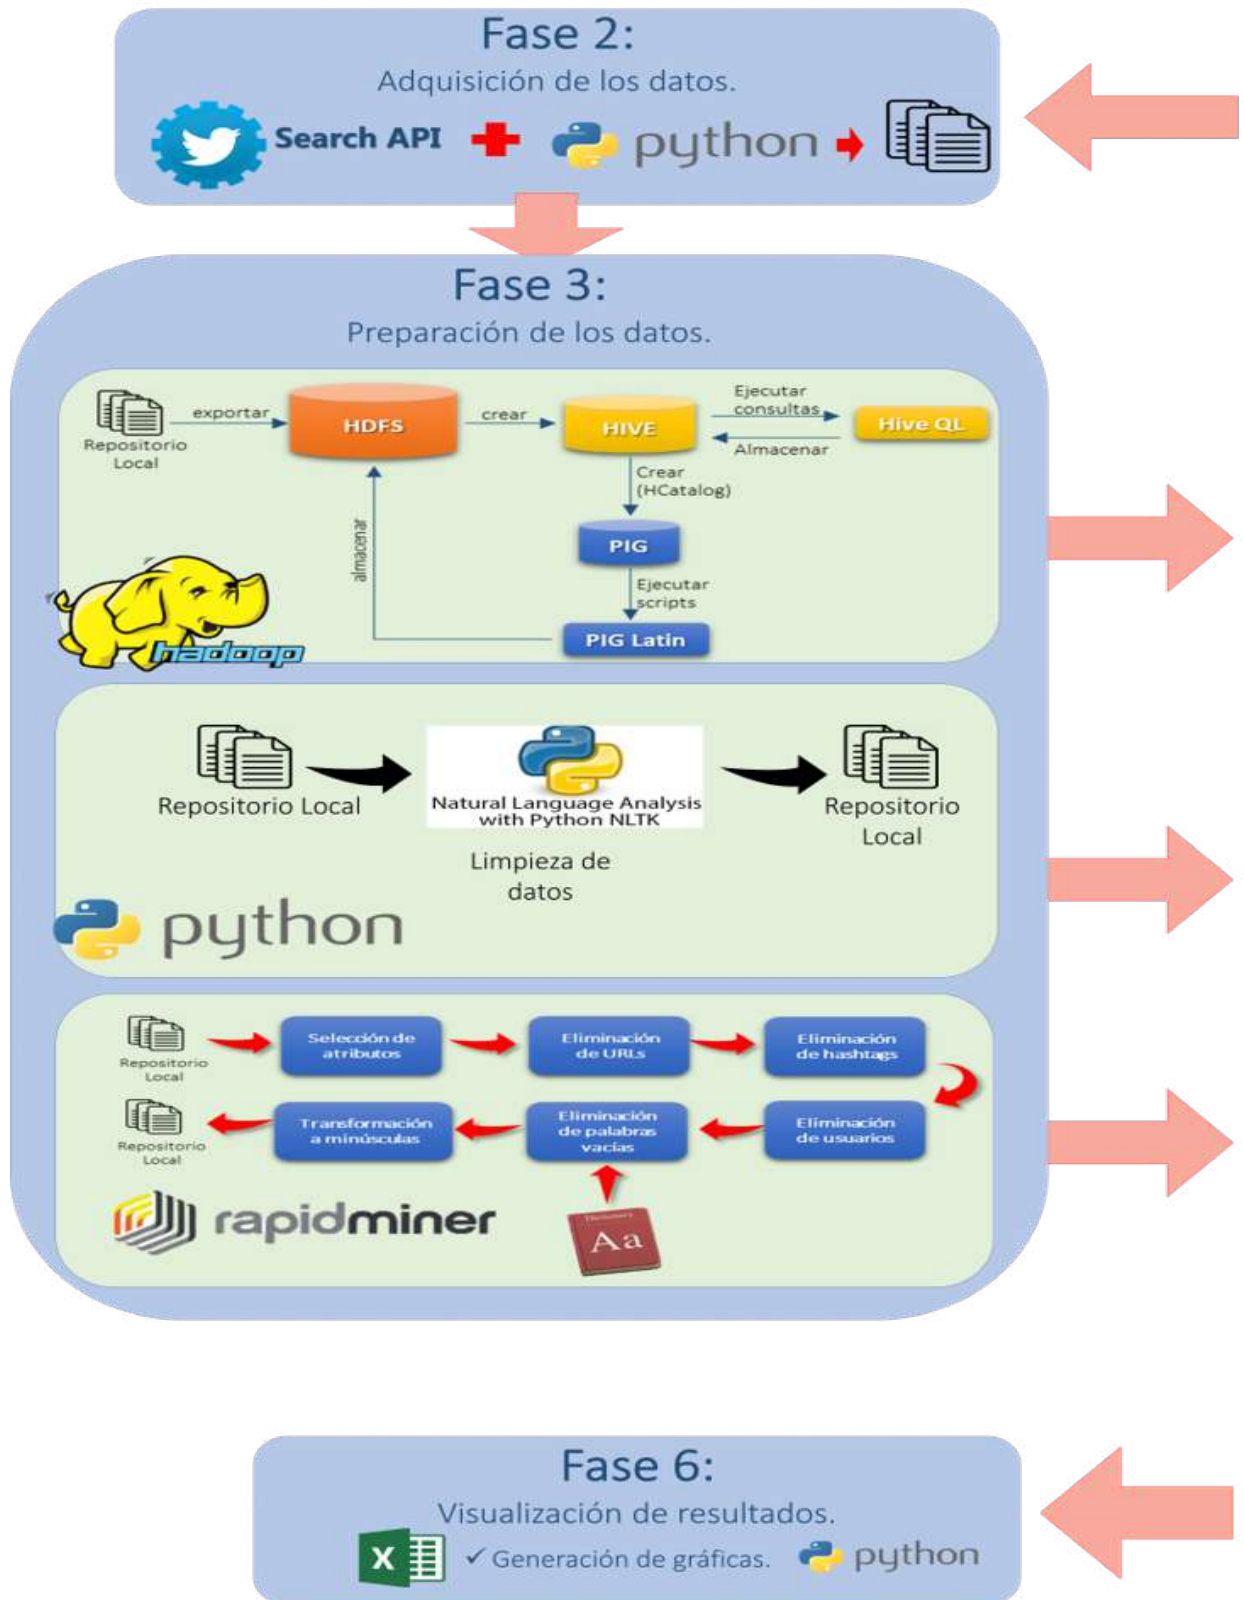 Fase 2:
Adquisición de los datos.
Search API
python
Fase 3:
Preparación de los datos.
Repositorio
Local
exportar
HDFS
crear
HIVE
Ejecutar
consultas
Almacenar
Hive QL
Crear
(HCatalog)
PIG
Ejecutar
scripts
PIG Latin
almacenar
hadoop
Repositorio Local
Natural Language Analysis
with Python NLTK
Limpieza de
datos
Repositorio
Local
python
Repositorio
Local
Selección de
atributos
Eliminación
de URLs
Eliminación
de hashtags
Repositorio
Local
Transformación
a minúsculas
Eliminación
de palabras
vacías
Eliminación
de usuarios
rapidminer
Dictionary
Aa
Fase 6:
Visualización de resultados.
X
✓ Generación de gráficas.
python